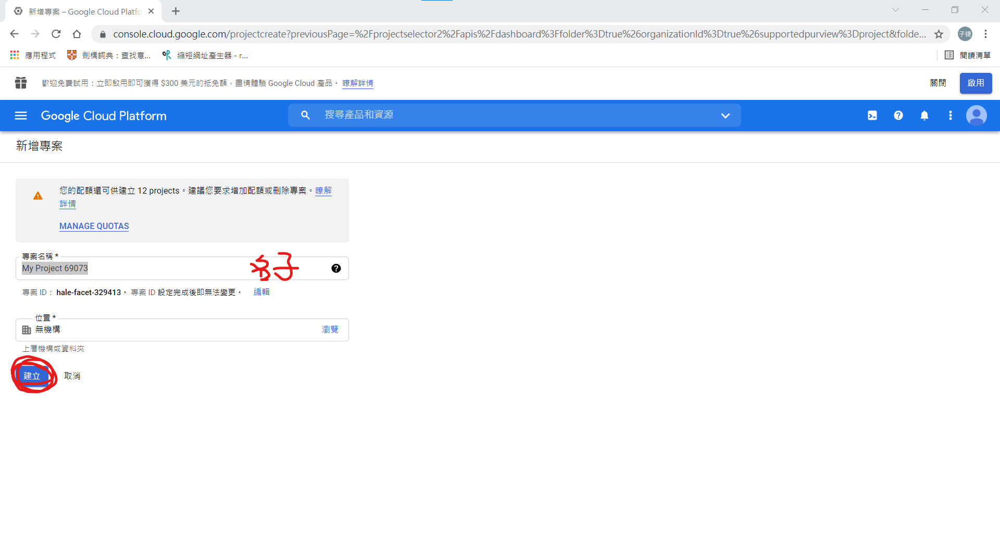 新增專案 – Google Cloud Platfo
console.cloud.google.com/projectcreate?previousPage=%2Fprojectselector2%2Fapis%2Fdashboard%3Ffolder%3Dtrue%26organizationId%3Dtrue%26supportedpurview%3Dproject&folde...
子捷
應用程式 劍橋詞典：查找意... 縮短網址產生器 - r... 閱讀清單
歡迎免費試用：立即啟用即可獲得 $300 美元的抵免額，盡情體驗 Google Cloud 產品。 瞭解詳情 關閉 啟用
Google Cloud Platform 搜尋產品和資源
新增專案
您的配額還可供建立 12 projects。建議您要求增加配額或刪除專案。瞭解
詳情
MANAGE QUOTAS
專案名稱 *
My Project 69073
專案 ID： hale-facet-329413。 專案 ID 設定完成後即無法變更。 編輯
位置 *
無機構 瀏覽
上層機構或資料夾
建立 取消